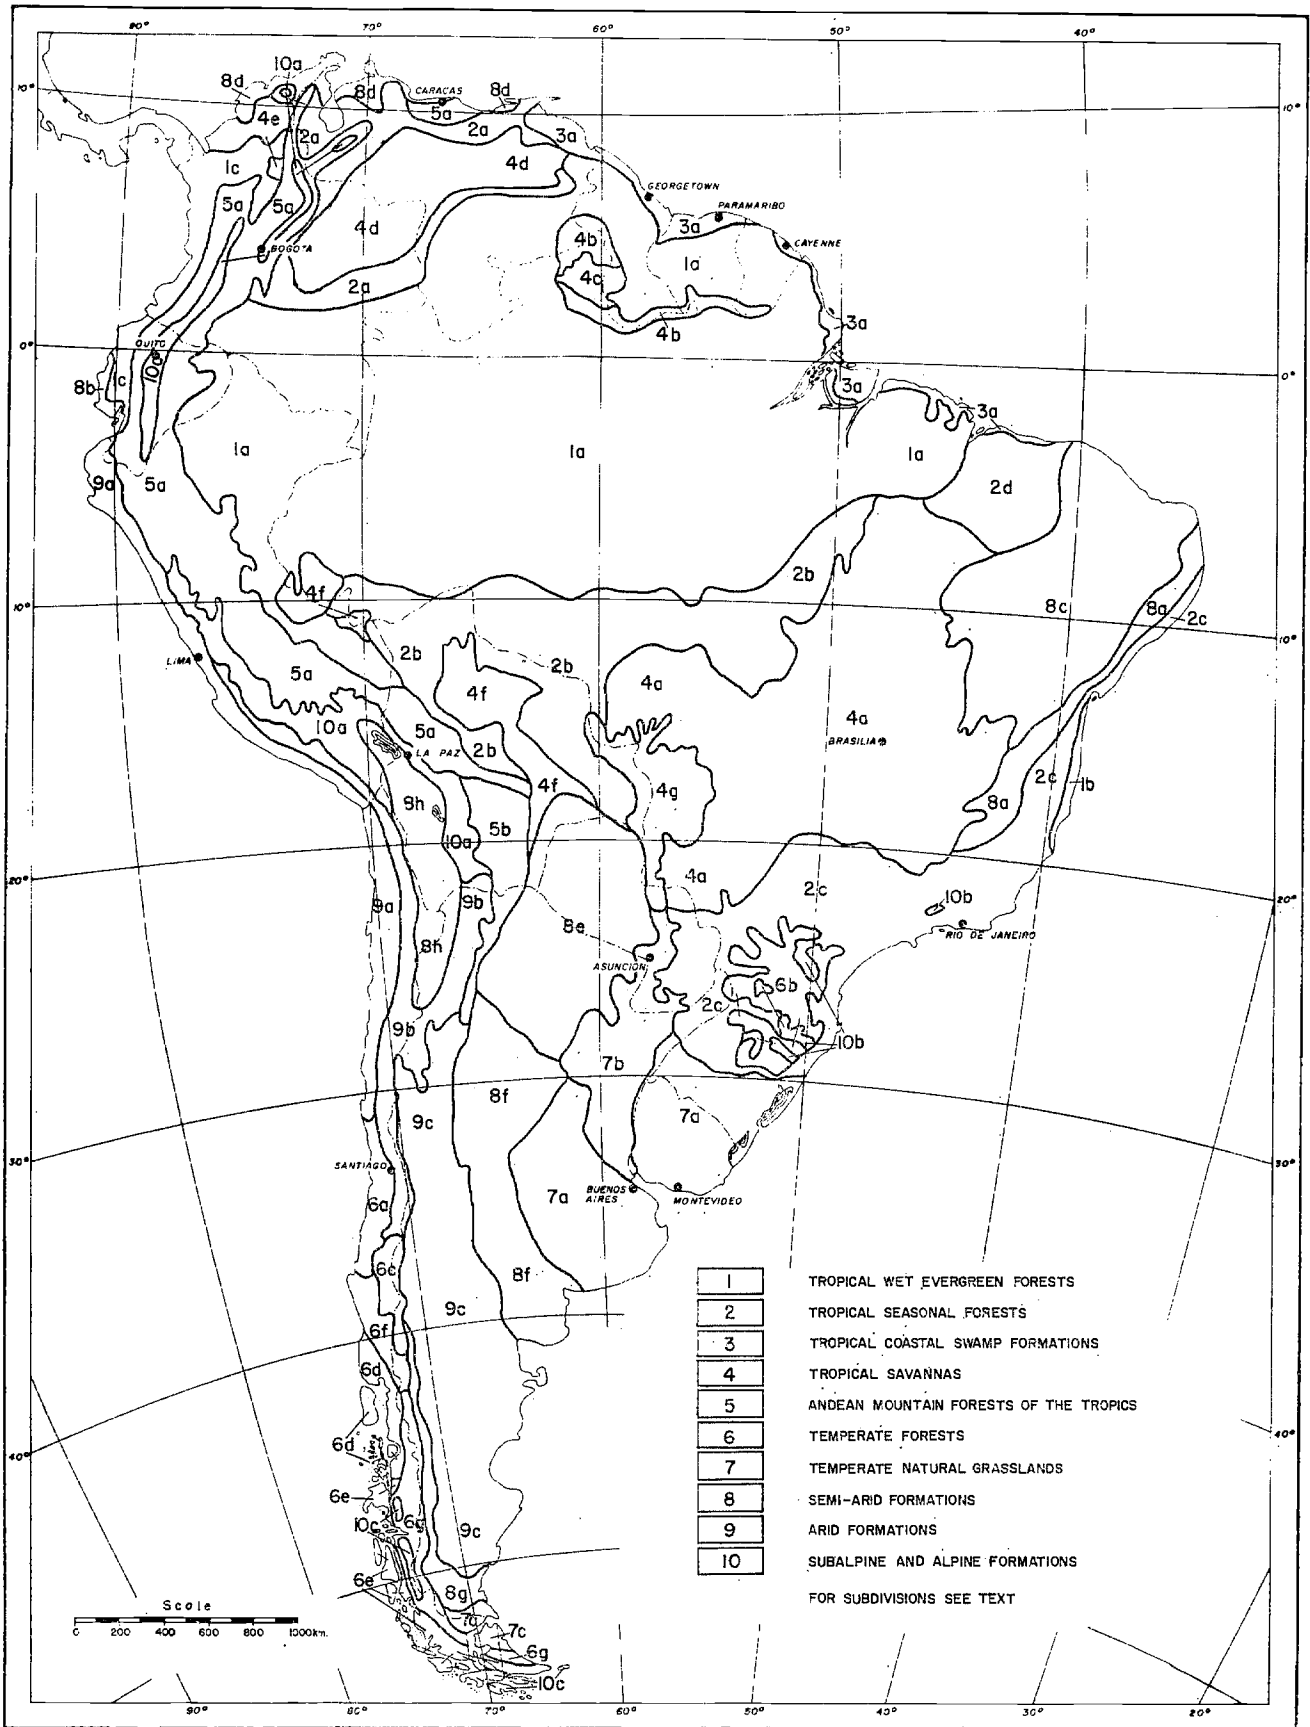 80°
70°
60°
50°
40°
10a
8d
8d
CARACAS
8d
10°
10°
5a
4e
2a
2a
3a
1c
4d
GEORGETOWN
5a
5a
PARAMARIBO
3a
4d
4b
BOGOTA
CAYENNE
1a
4c
2a
4b
3a
0°
QUITO
10a
0°
8b
1c
3a
3a
1a
1a
1a
9a
5a
2d
2b
4f
10°
8c
8a
2c
10°
LIMA
2b
2b
5a
4a
4f
4a
10a
5a
LA PAZ
2b
BRASILIA
4f
4g
2c
1b
8h
8a
5b
10a
20°
4a
2c
9a
9b
10b
20°
8e
RIO DE JANEIRO
8h
ASUNCION
6b
2c
9b
10b
7b
8f
9c
7a
30°
SANTIAGO
30°
BUENOS
AIRES
MONTEVIDEO
6a
7a
6c
8f
9c
6f
6d
40°
6d
40°
6e
10c
6g
9c
6e
8g
7c
7c
6g
10c
1 TROPICAL WET EVERGREEN FORESTS
2 TROPICAL SEASONAL FORESTS
3 TROPICAL COASTAL SWAMP FORMATIONS
4 TROPICAL SAVANNAS
5 ANDEAN MOUNTAIN FORESTS OF THE TROPICS
6 TEMPERATE FORESTS
7 TEMPERATE NATURAL GRASSLANDS
8 SEMI-ARID FORMATIONS
9 ARID FORMATIONS
10 SUBALPINE AND ALPINE FORMATIONS
FOR SUBDIVISIONS SEE TEXT
Scale
0 200 400 600 800 1000km.
90°
80°
70°
60°
50°
40°
30°
20°